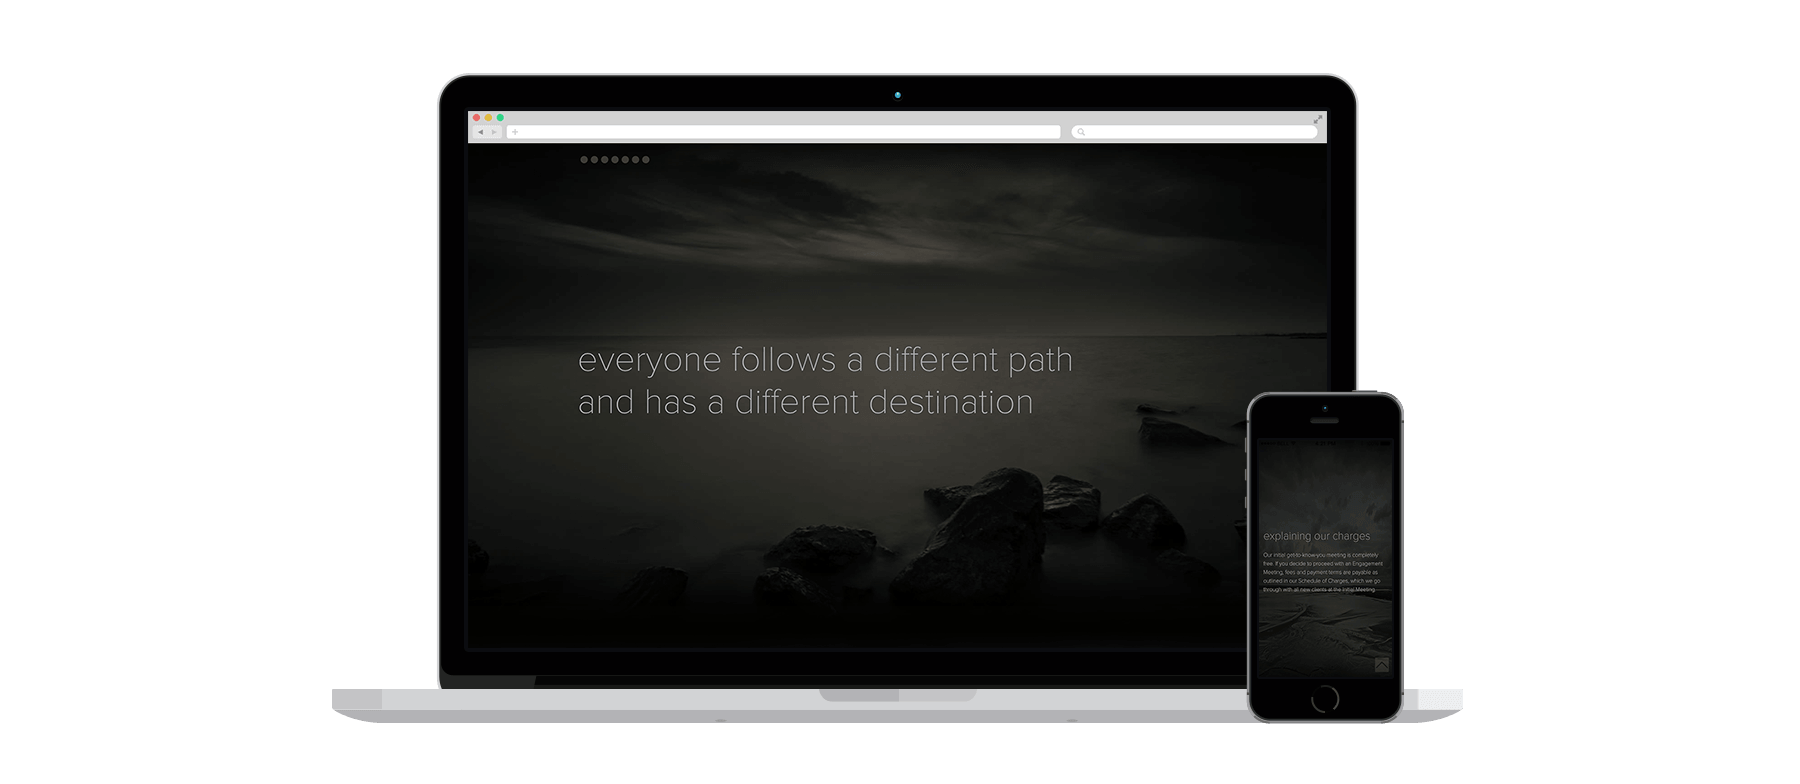 everyone follows a different path
and has a different destination
explaining our charges
Our initial get-to-know-you meeting is completely
free. If you decide to proceed with an Engagement
Meeting, fees and payment terms are payable as
outlined in our Schedule of Charges, which we go
through with all new clients at the Initial Meeting.